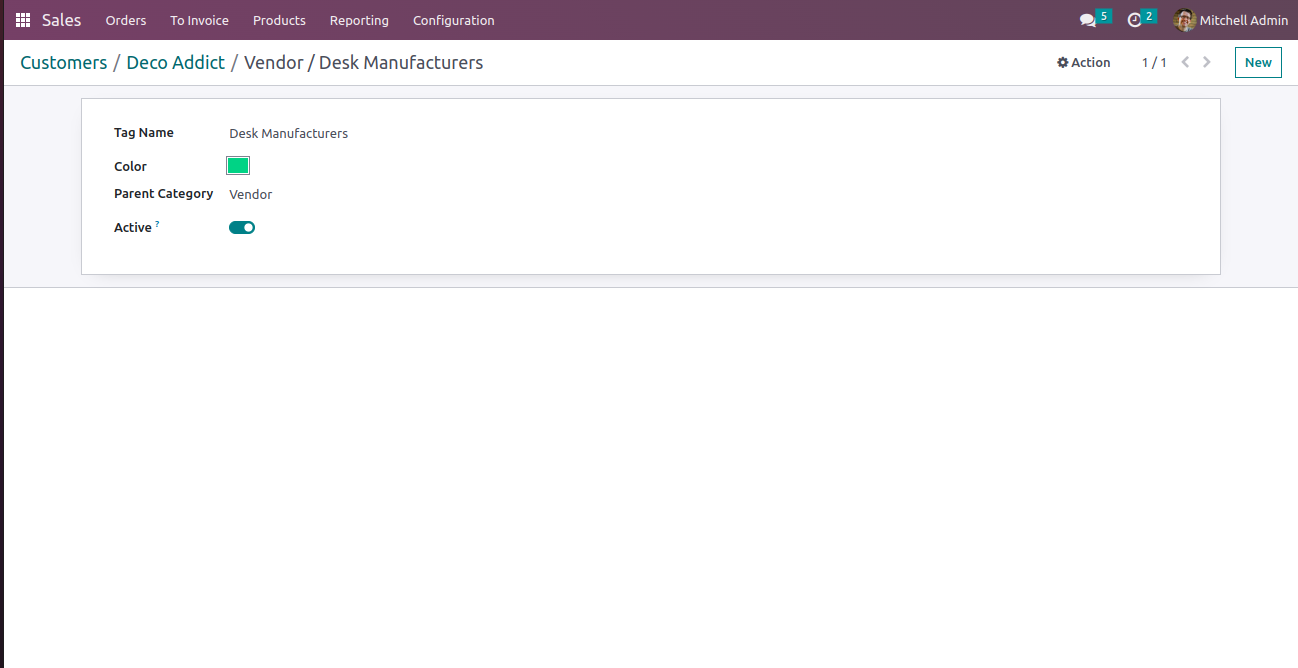 Sales Orders To Invoice Products Reporting Configuration 5 2 Mitchell Admin
Customers / Deco Addict / Vendor / Desk Manufacturers Action 1 / 1 New
Tag Name Desk Manufacturers
Color
Parent Category Vendor
Active ?